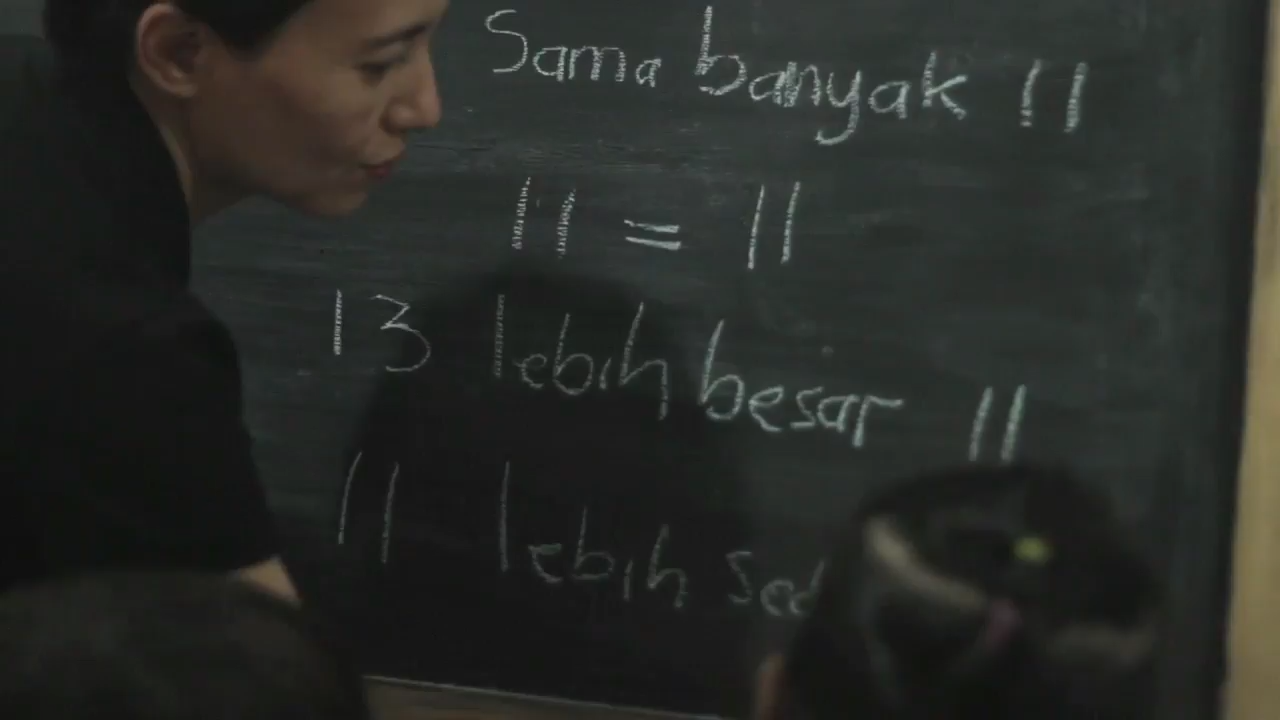 Sama banyak 11
11 = 11
13 lebih besar 11
11 lebih